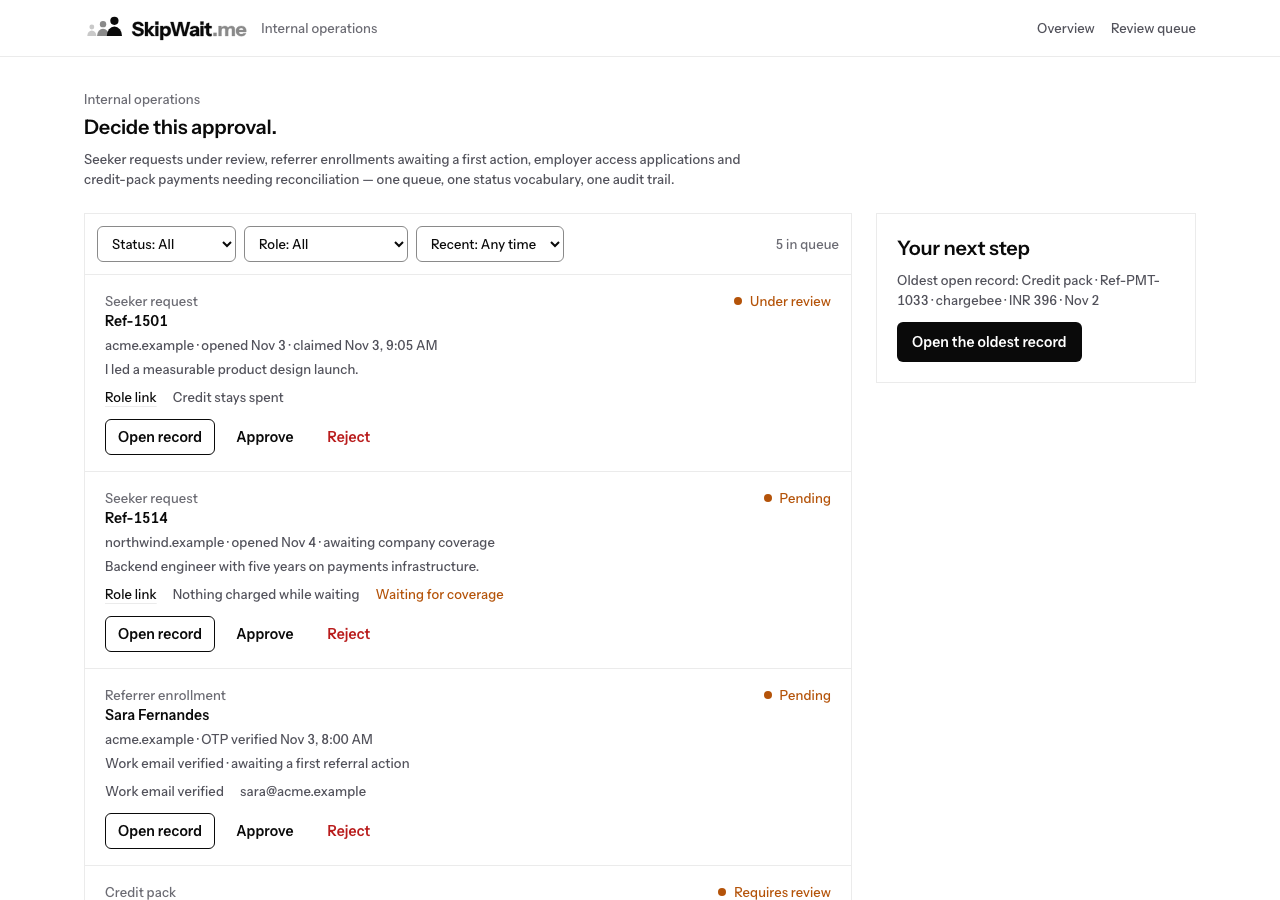 SkipWait.me Internal operations Overview Review queue
Internal operations
Decide this approval.
Seeker requests under review, referrer enrollments awaiting a first action, employer access applications and
credit-pack payments needing reconciliation — one queue, one status vocabulary, one audit trail.
Status: All Role: All Recent: Any time 5 in queue
Seeker request Under review
Ref-1501
acme.example · opened Nov 3 · claimed Nov 3, 9:05 AM
I led a measurable product design launch.
Role link Credit stays spent
Open record Approve Reject
Seeker request Pending
Ref-1514
northwind.example · opened Nov 4 · awaiting company coverage
Backend engineer with five years on payments infrastructure.
Role link Nothing charged while waiting Waiting for coverage
Open record Approve Reject
Referrer enrollment Pending
Sara Fernandes
acme.example · OTP verified Nov 3, 8:00 AM
Work email verified · awaiting a first referral action
Work email verified sara@acme.example
Open record Approve Reject
Credit pack Requires review
Your next step
Oldest open record: Credit pack · Ref-PMT-
1033 · chargebee · INR 396 · Nov 2
Open the oldest record